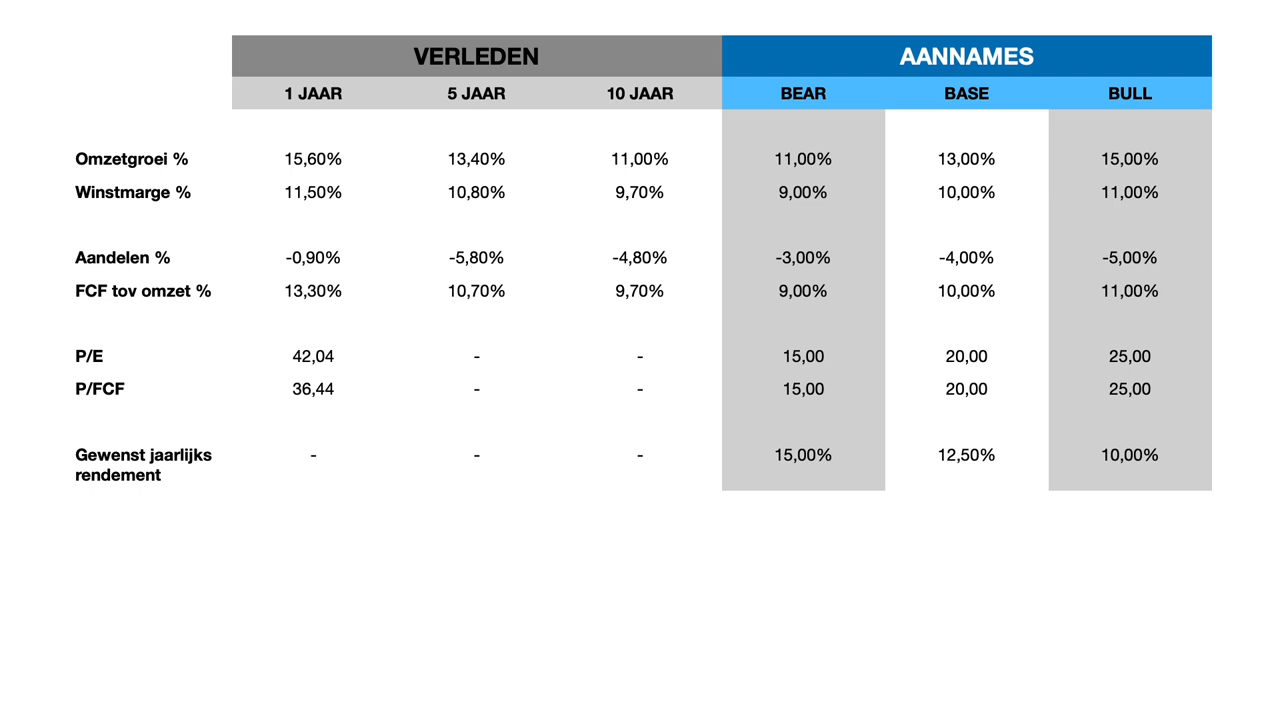 VERLEDEN AANNAMES
1 JAAR 5 JAAR 10 JAAR BEAR BASE BULL
Omzetgroei % 15,60% 13,40% 11,00% 11,00% 13,00% 15,00%
Winstmarge % 11,50% 10,80% 9,70% 9,00% 10,00% 11,00%
Aandelen % -0,90% -5,80% -4,80% -3,00% -4,00% -5,00%
FCF tov omzet % 13,30% 10,70% 9,70% 9,00% 10,00% 11,00%
P/E 42,04 - - 15,00 20,00 25,00
P/FCF 36,44 - - 15,00 20,00 25,00
Gewenst jaarlijks - - - 15,00% 12,50% 10,00%
rendement